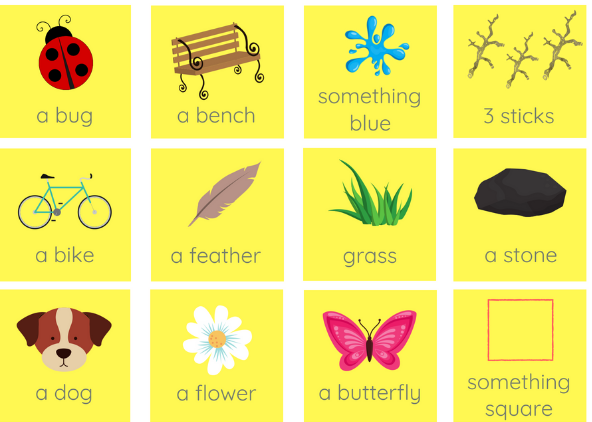 a bug
a bench
something
blue
3 sticks
a bike
a feather
grass
a stone
a dog
a flower
a butterfly
something
square